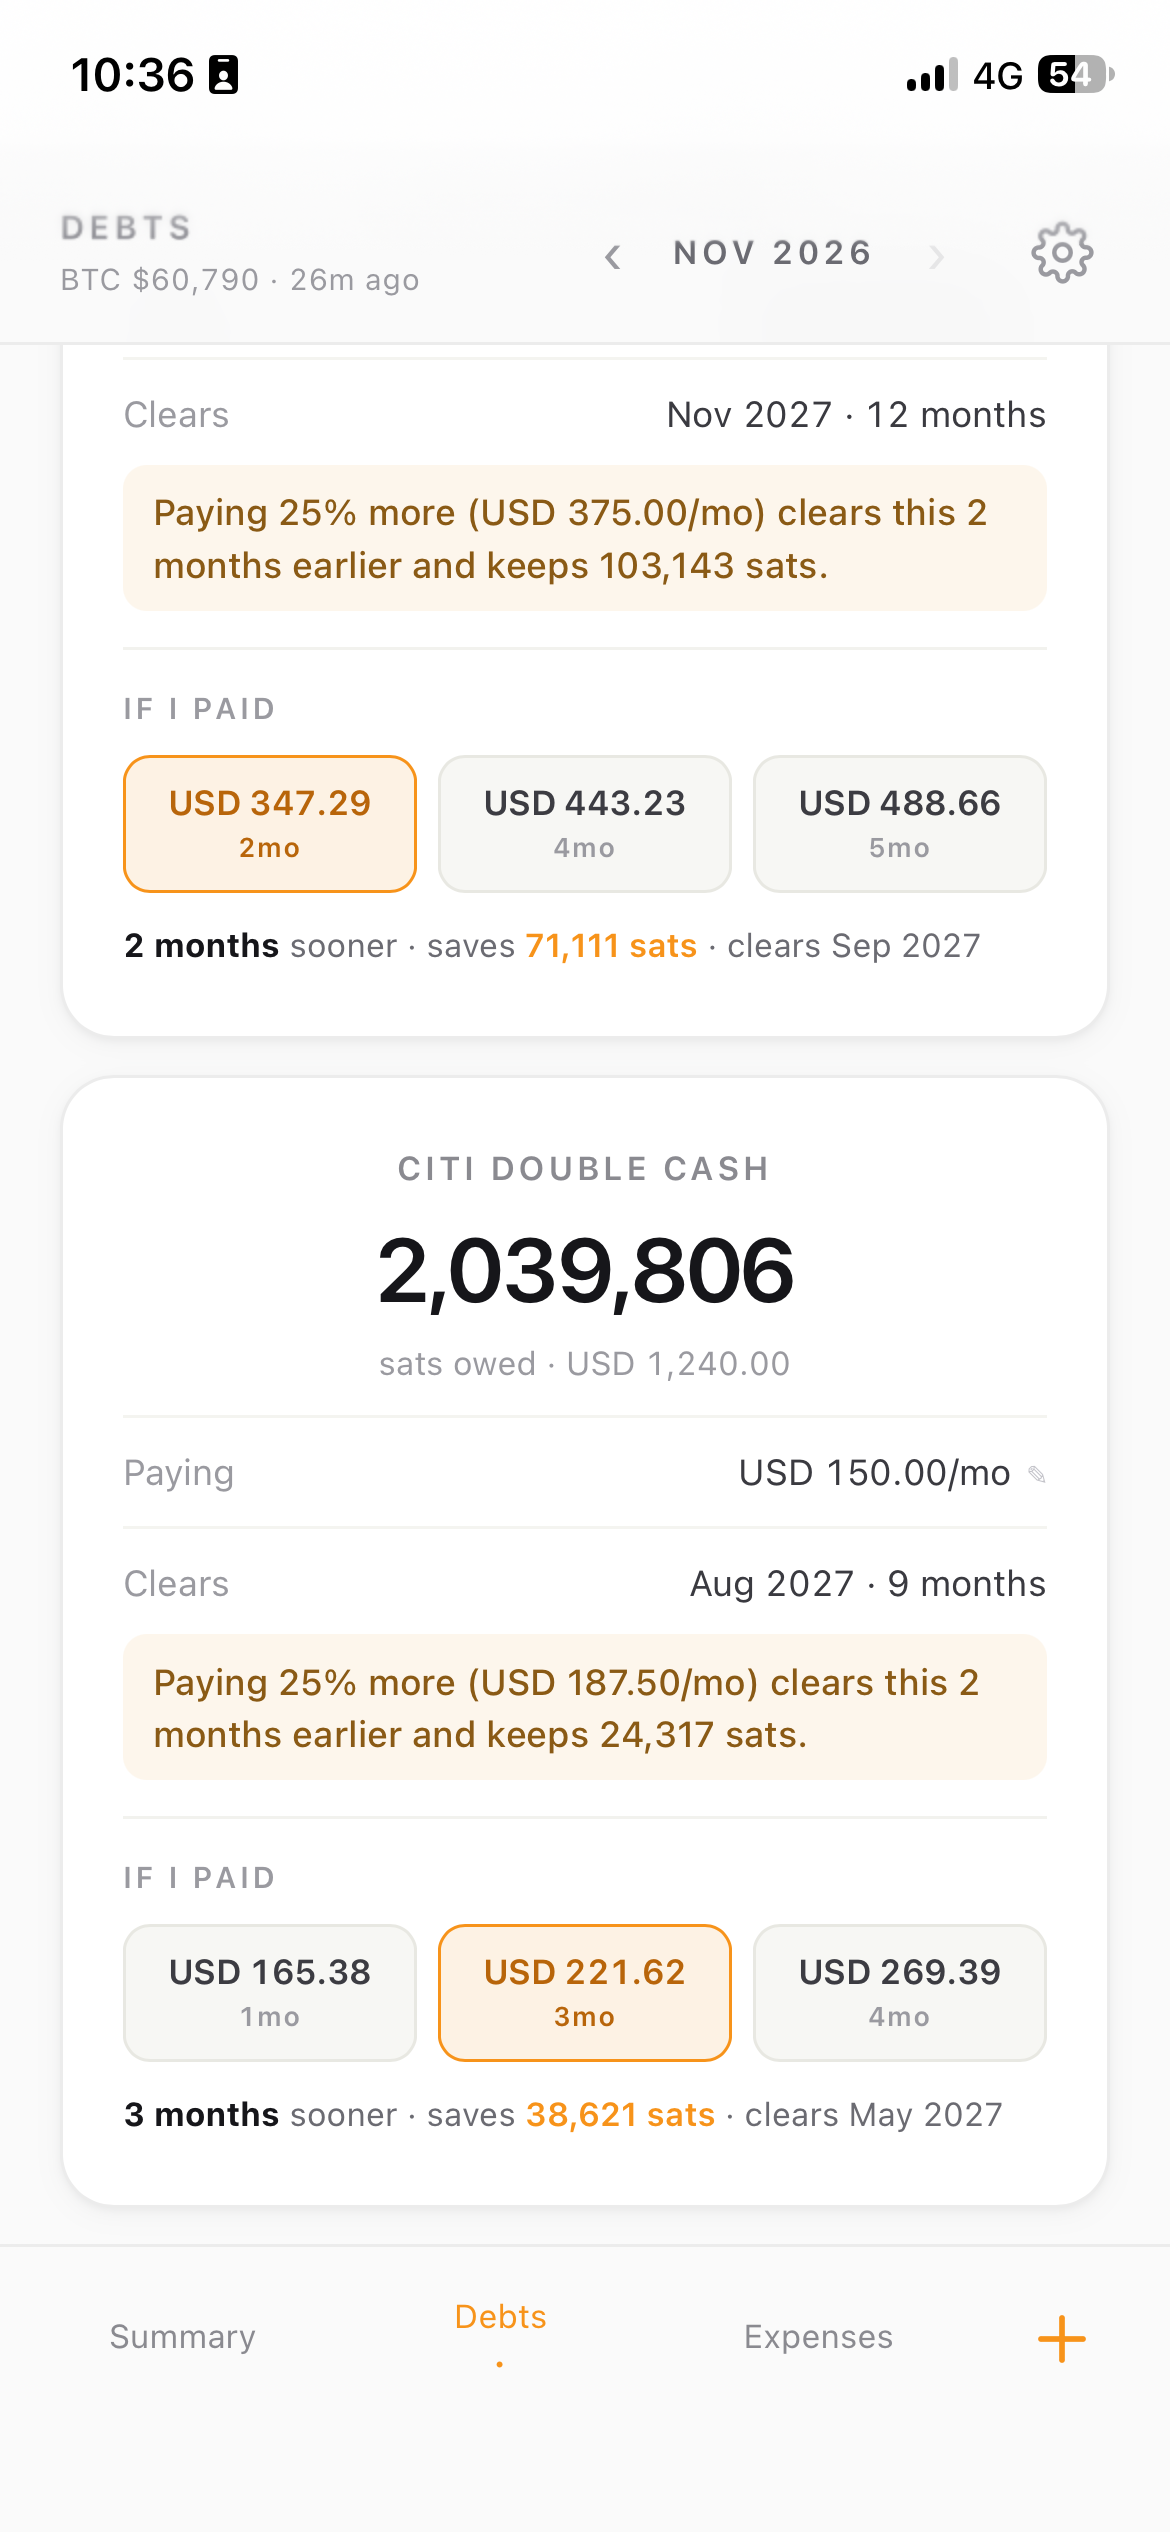 10:36
4G 54
DEBTS
BTC $60,790 · 26m ago
‹ NOV 2026 ›
Clears Nov 2027 · 12 months
Paying 25% more (USD 375.00/mo) clears this 2
months earlier and keeps 103,143 sats.
IF I PAID
USD 347.29 USD 443.23 USD 488.66
2mo 4mo 5mo
2 months sooner · saves 71,111 sats · clears Sep 2027
CITI DOUBLE CASH
2,039,806
sats owed · USD 1,240.00
Paying USD 150.00/mo ✎
Clears Aug 2027 · 9 months
Paying 25% more (USD 187.50/mo) clears this 2
months earlier and keeps 24,317 sats.
IF I PAID
USD 165.38 USD 221.62 USD 269.39
1mo 3mo 4mo
3 months sooner · saves 38,621 sats · clears May 2027
Summary Debts Expenses +